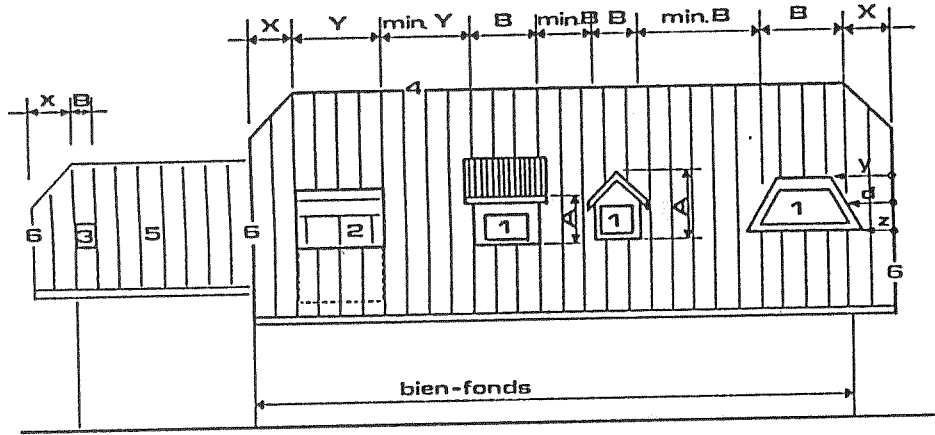 X Y min. Y B min.B B min. B B X
X B 4
y
A A d
1 1 1 z
6 3 5 6 2 6
bien-fonds